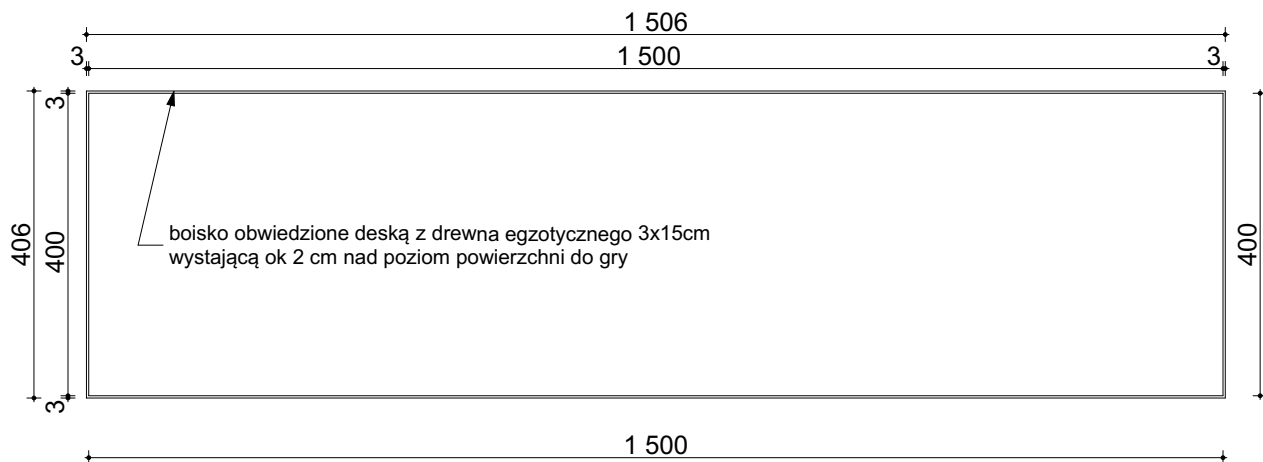 1 506
3 1 500 3
3
406
400
3
400
boisko obwiedzione deską z drewna egzotycznego 3x15cm
wystającą ok 2 cm nad poziom powierzchni do gry
1 500